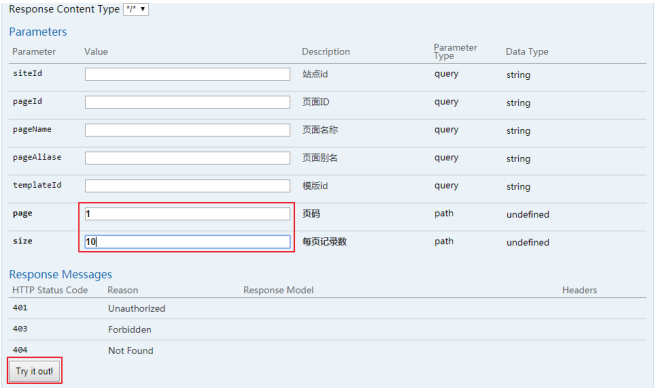 Response Content Type */*
Parameters
Parameter Value Description Parameter Type Data Type
siteId 站点id query string
pageId 页面ID query string
pageName 页面名称 query string
pageAliase 页面别名 query string
templateId 模版id query string
page 1 页码 path undefined
size 10 每页记录数 path undefined
Response Messages
HTTP Status Code Reason Response Model Headers
401 Unauthorized
403 Forbidden
404 Not Found
Try it out!